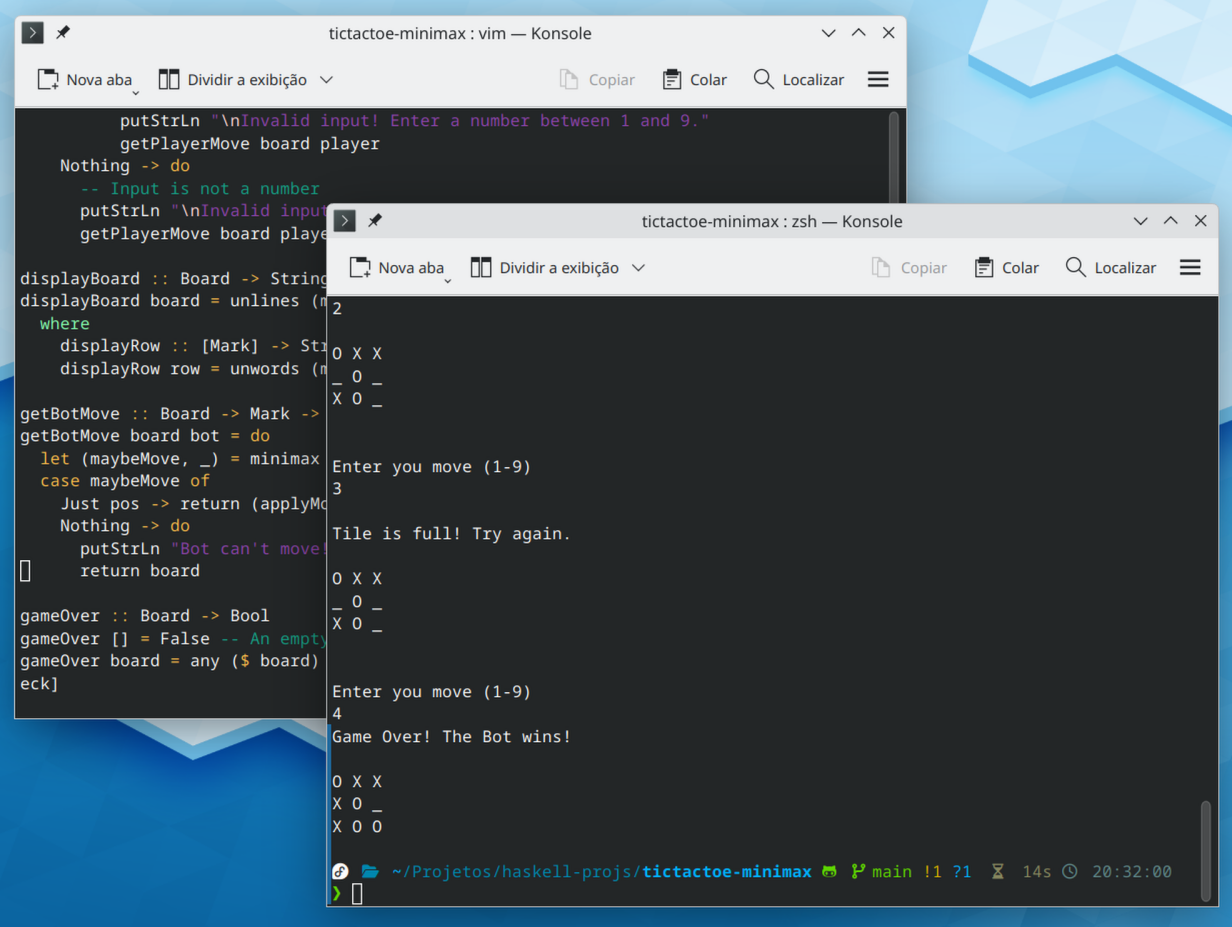 tictactoe-minimax : vim — Konsole
Nova aba
Dividir a exibição
Copiar
Colar
Localizar
putStrLn "\nInvalid input! Enter a number between 1 and 9."
getPlayerMove board player
Nothing -> do
-- Input is not a number
putStrLn "\nInvalid input
getPlayerMove board playe
displayBoard :: Board -> String
displayBoard board = unlines (m
where
displayRow :: [Mark] -> Str
displayRow row = unwords (m
getBotMove :: Board -> Mark ->
getBotMove board bot = do
let (maybeMove, _) = minimax
case maybeMove of
Just pos -> return (applyMo
Nothing -> do
putStrLn "Bot can't move!
return board
gameOver :: Board -> Bool
gameOver [] = False -- An empty
gameOver board = any ($ board)
eck]
tictactoe-minimax : zsh — Konsole
Nova aba
Dividir a exibição
Copiar
Colar
Localizar
2
O X X
_ O _
X O _
Enter you move (1-9)
3
Tile is full! Try again.
O X X
_ O _
X O _
Enter you move (1-9)
4
Game Over! The Bot wins!
O X X
X O _
X O O
~/Projetos/haskell-projs/tictactoe-minimax main !1 ?1 14s 20:32:00
❯